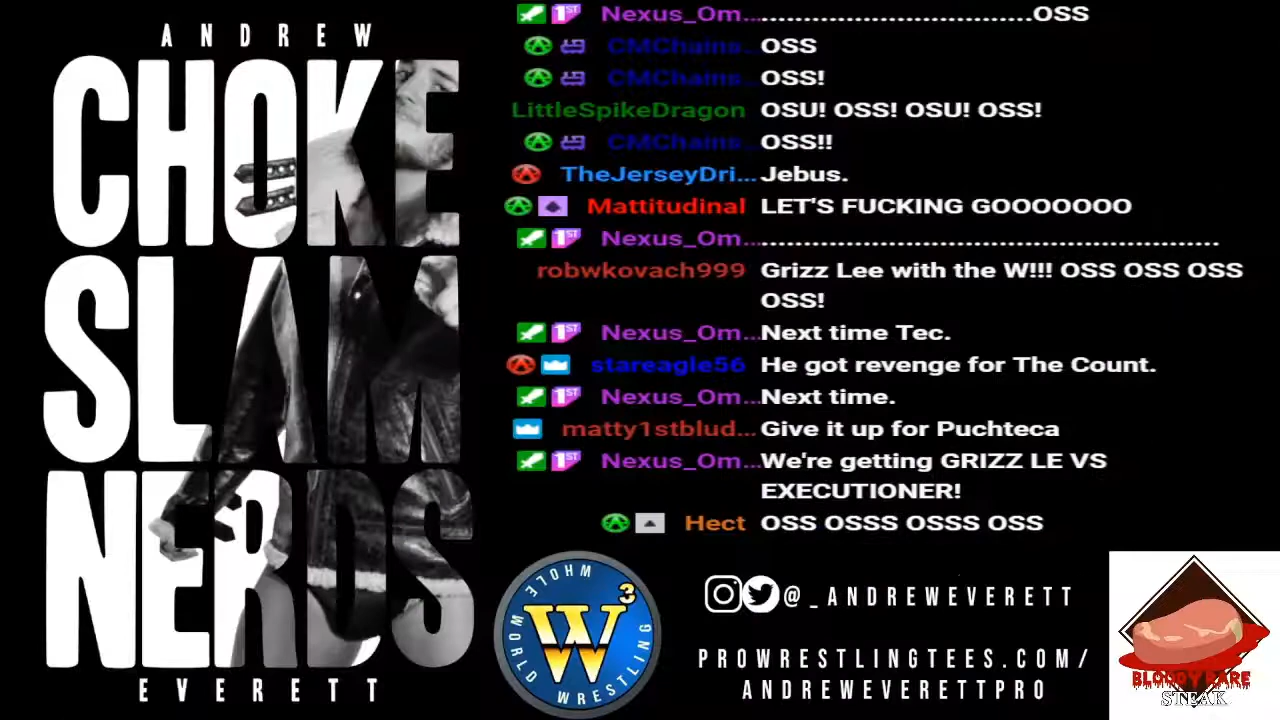 ANDREW
CHOKE
SLAM
NERDS
EVERETT
Nexus_Om... ................................OSS
CMChains... OSS
CMChains... OSS!
LittleSpikeDragon OSU! OSS! OSU! OSS!
CMChains... OSS!!
TheJerseyDri... Jebus.
Mattitudinal LET'S FUCKING GOOOOOOO
Nexus_Om... ......................................................
robwkovach999 Grizz Lee with the W!!! OSS OSS OSS
OSS!
Nexus_Om... Next time Tec.
stareagle56 He got revenge for The Count.
Nexus_Om... Next time.
matty1stblud... Give it up for Puchteca
Nexus_Om... We're getting GRIZZ LE VS
EXECUTIONER!
Hect OSS OSSS OSSS OSS
WHOLE
WORLD WRESTLING
W3
@_ANDREWEVERETT
PROWRESTLINGTEES.COM/
ANDREWEVERETTPRO
BLOODY RARE
STEAK